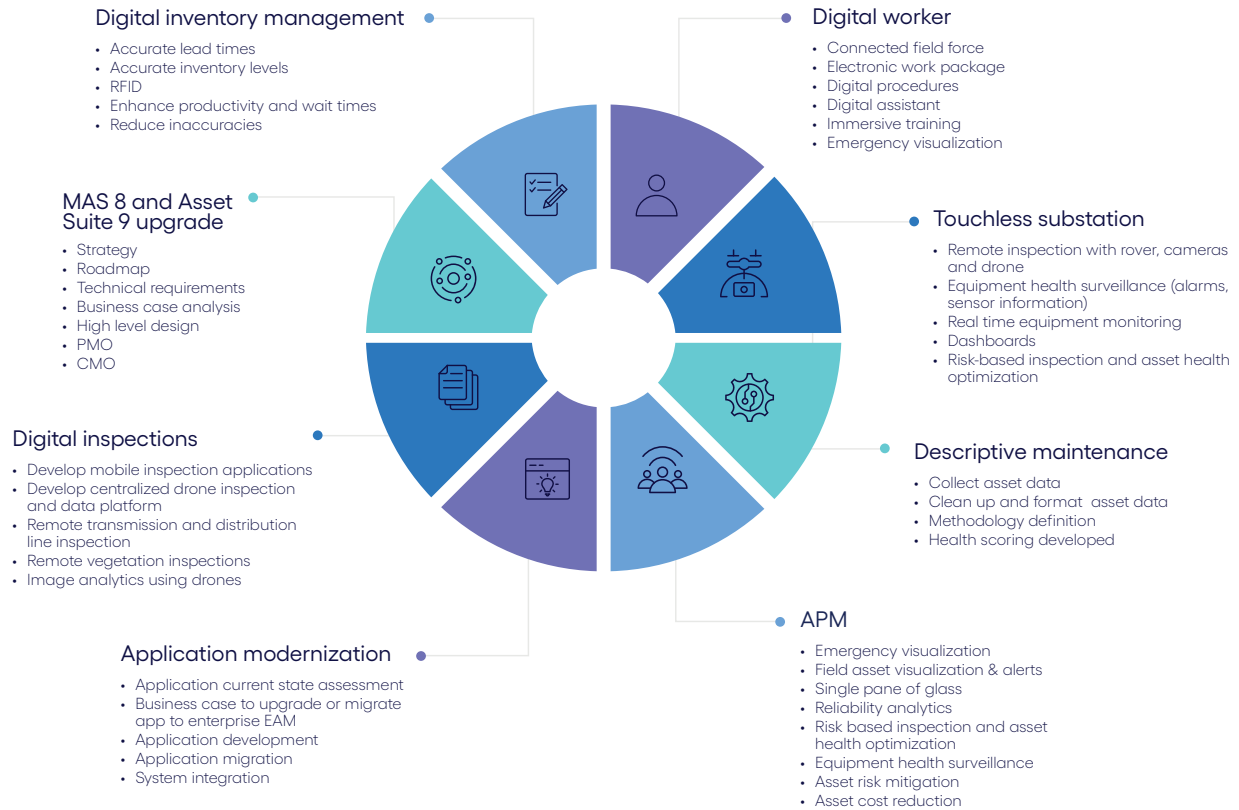 Digital inventory management
• Accurate lead times
• Accurate inventory levels
• RFID
• Enhance productivity and wait times
• Reduce inaccuracies
Digital worker
• Connected field force
• Electronic work package
• Digital procedures
• Digital assistant
• Immersive training
• Emergency visualization
MAS 8 and Asset
Suite 9 upgrade
• Strategy
• Roadmap
• Technical requirements
• Business case analysis
• High level design
• PMO
• CMO
Touchless substation
• Remote inspection with rover, cameras
and drone
• Equipment health surveillance (alarms,
sensor information)
• Real time equipment monitoring
• Dashboards
• Risk-based inspection and asset health
optimization
Digital inspections
• Develop mobile inspection applications
• Develop centralized drone inspection
and data platform
• Remote transmission and distribution
line inspection
• Remote vegetation inspections
• Image analytics using drones
Descriptive maintenance
• Collect asset data
• Clean up and format asset data
• Methodology definition
• Health scoring developed
Application modernization
• Application current state assessment
• Business case to upgrade or migrate
app to enterprise EAM
• Application development
• Application migration
• System integration
APM
• Emergency visualization
• Field asset visualization & alerts
• Single pane of glass
• Reliability analytics
• Risk based inspection and asset
health optimization
• Equipment health surveillance
• Asset risk mitigation
• Asset cost reduction